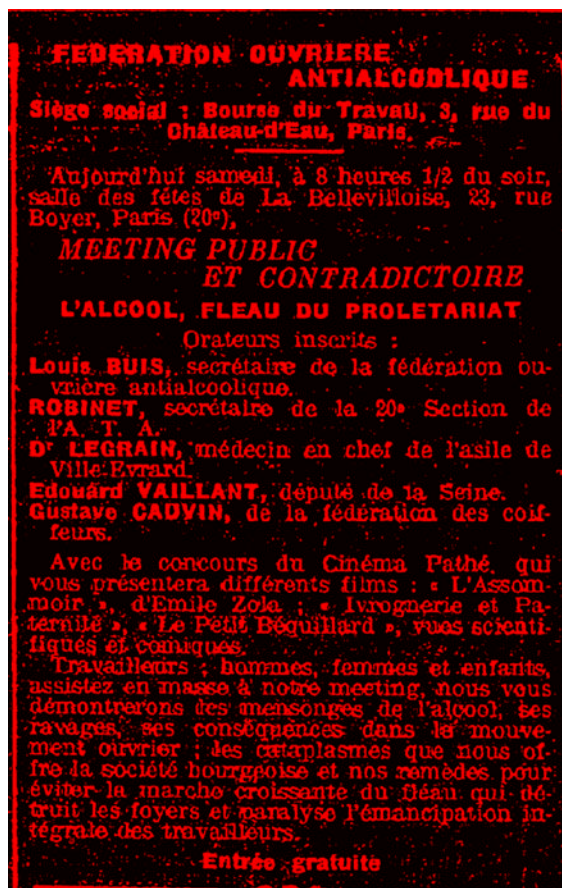 FEDERATION OUVRIERE
ANTIALCOOLIQUE
Siège social : Bourse du Travail, 3, rue du
Château-d'Eau, Paris.
Aujourd'hui samedi, à 8 heures 1/2 du soir,
salle des fêtes de La Bellevilloise, 23, rue
Boyer, Paris (20e),
MEETING PUBLIC
ET CONTRADICTOIRE
L'ALCOOL, FLEAU DU PROLETARIAT
Orateurs inscrits :
Louis BUIS, secrétaire de la fédération ou-
vrière antialcoolique.
ROBINET, secrétaire de la 20e Section de
l'A. T. A.
Dr LEGRAIN, médecin en chef de l'asile de
Ville-Evrard.
Edouard VAILLANT, député de la Seine.
Gustave CAUVIN, de la fédération des coif-
feurs.
Avec le concours du Cinéma Pathé, qui
vous présentera différents films : « L'Assom-
moir », d'Emile Zola ; « Ivrognerie et Pa-
ternité », « Le Petit Béquillard », vues scienti-
fiques et comiques.
Travailleurs : hommes, femmes et enfants,
assistez en masse à notre meeting, nous vous
démontrerons les mensonges de l'alcool, ses
ravages, ses conséquences dans le mouve-
ment ouvrier ; les cataplasmes que nous of-
fre la société bourgeoise et nos remèdes pour
éviter la marche croissante du fléau qui dé-
truit les foyers et paralyse l'émancipation in-
tégrale des travailleurs.
Entrée gratuite